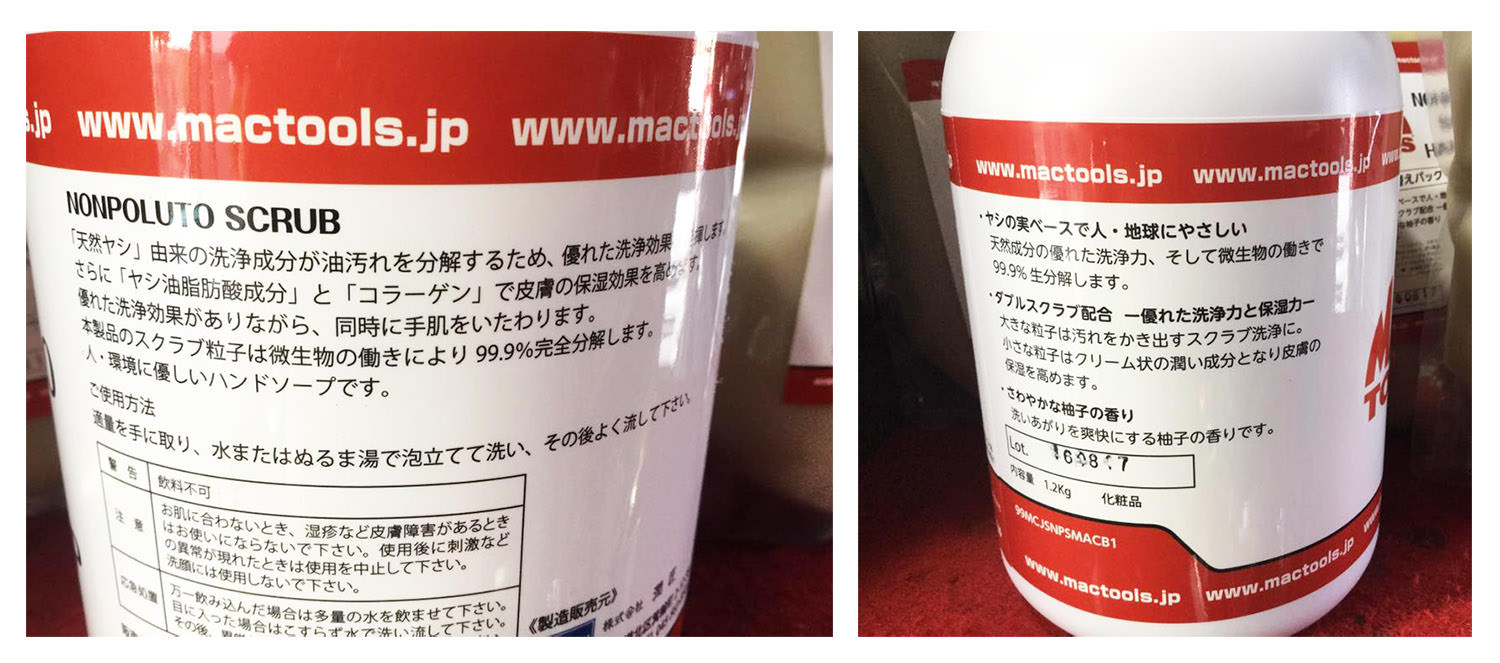 s.jp www.mactools.jp www.mactools.jp
NONPOLUTO SCRUB
「天然ヤシ」由来の洗浄成分が油汚れを分解するため、優れた洗浄効果 揮します。
さらに「ヤシ油脂肪酸成分」と「コラーゲン」で皮膚の保湿効果を高めます。
優れた洗浄効果がありながら、同時に手肌をいたわります。
本製品のスクラブ粒子は微生物の働きにより 99.9%完全分解します。
人・環境に優しいハンドソープです。
ご使用方法
適量を手に取り、水またはぬるま湯で泡立てて洗い、その後よく流して下さい。
警 告 飲料不可
注 意 お肌に合わないとき、湿疹など皮膚障害があるとき
はお使いにならないで下さい。使用後に刺激など
の異常が現れたときは使用を中止して下さい。
洗顔には使用しないで下さい。
応急処置 万一飲み込んだ場合は多量の水を飲ませて下さい。
目に入った場合はこすらず水で洗い流して下さい。
その後、異常
《製造販売元》
株式会社
www.mactools.jp www.mactools.jp www
・ヤシの実ベースで人・地球にやさしい
天然成分の優れた洗浄力、そして微生物の働きで
99.9% 生分解します。
・ダブルスクラブ配合 ー優れた洗浄力と保湿力ー
大きな粒子は汚れをかき出すスクラブ洗浄に。
小さな粒子はクリーム状の潤い成分となり皮膚の
保湿を高めます。
・さわやかな柚子の香り
洗いあがりを爽快にする柚子の香りです。
Lot. 160817
内容量 1.2Kg 化粧品
99MCJSNPSMACB1
www.mactools.jp www.mactools.jp
M
TO
替えパック